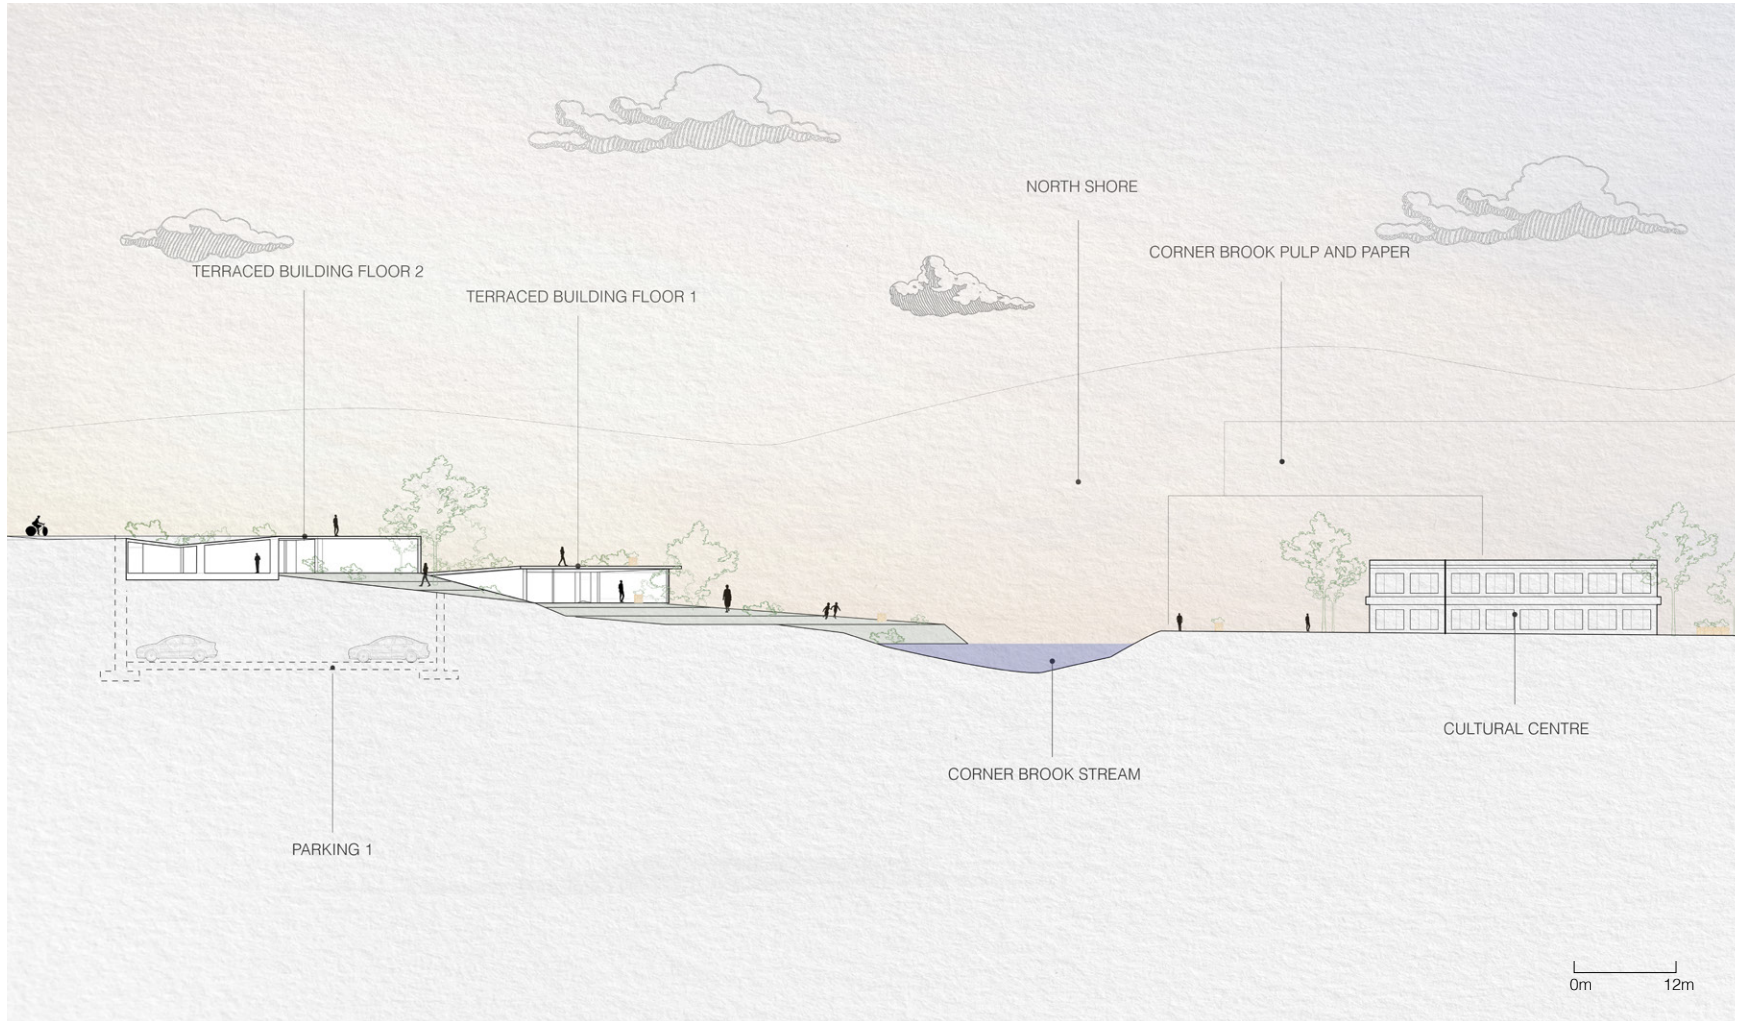 NORTH SHORE
CORNER BROOK PULP AND PAPER
TERRACED BUILDING FLOOR 2
TERRACED BUILDING FLOOR 1
CULTURAL CENTRE
CORNER BROOK STREAM
PARKING 1
0m 12m